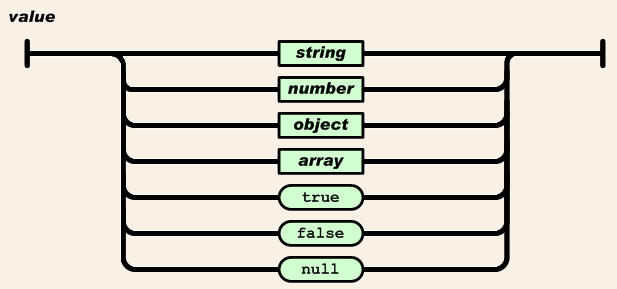 value
string
number
object
array
true
false
null